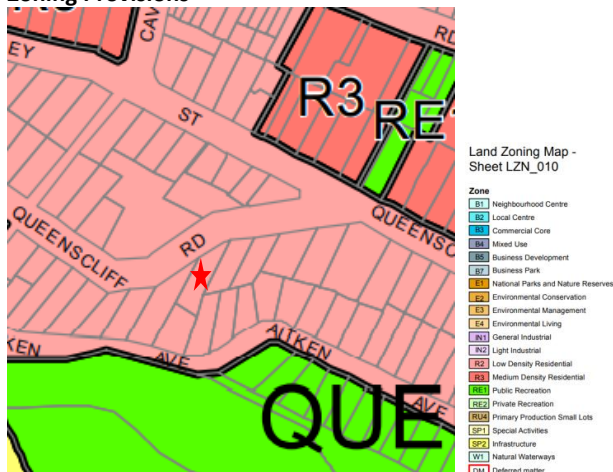 Zoning Provisions
CAV
RD
EY
ST
R3
RE
QUEENSCLIFF
RD
QUEENSC
KEN
AVE
AITKEN
AVE
QUE
Land Zoning Map -
Sheet LZN_010
Zone
B1 Neighbourhood Centre
B2 Local Centre
B3 Commercial Core
B4 Mixed Use
B5 Business Development
B7 Business Park
E1 National Parks and Nature Reserves
E2 Environmental Conservation
E3 Environmental Management
E4 Environmental Living
IN1 General Industrial
IN2 Light Industrial
R2 Low Density Residential
R3 Medium Density Residential
RE1 Public Recreation
RE2 Private Recreation
RU4 Primary Production Small Lots
SP1 Special Activities
SP2 Infrastructure
W1 Natural Waterways
DM Deferred matter